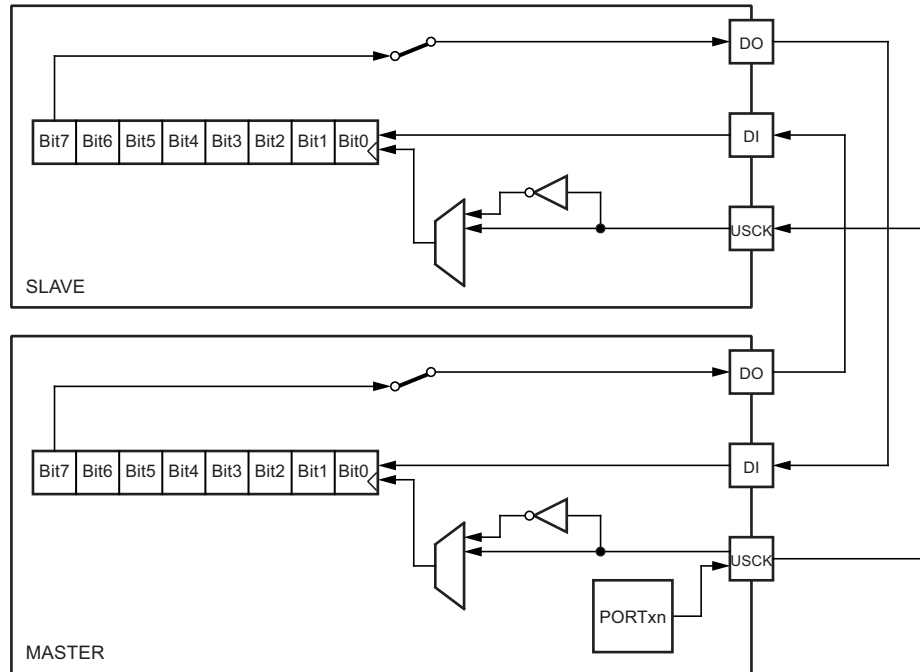 DO
Bit7 Bit6 Bit5 Bit4 Bit3 Bit2 Bit1 Bit0
DI
USCK
SLAVE
DO
Bit7 Bit6 Bit5 Bit4 Bit3 Bit2 Bit1 Bit0
DI
USCK
PORTxn
MASTER